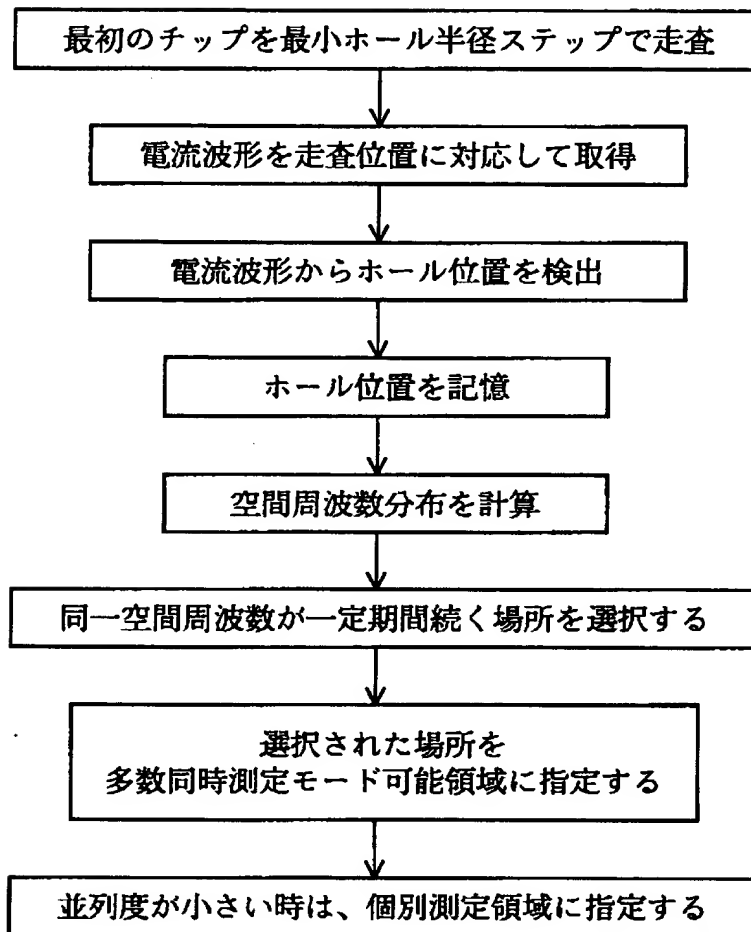 最初のチップを最小ホール半径ステップで走査
電流波形を走査位置に対応して取得
電流波形からホール位置を検出
ホール位置を記憶
空間周波数分布を計算
同一空間周波数が一定期間続く場所を選択する
選択された場所を
多数同時測定モード可能領域に指定する
並列度が小さい時は、個別測定領域に指定する